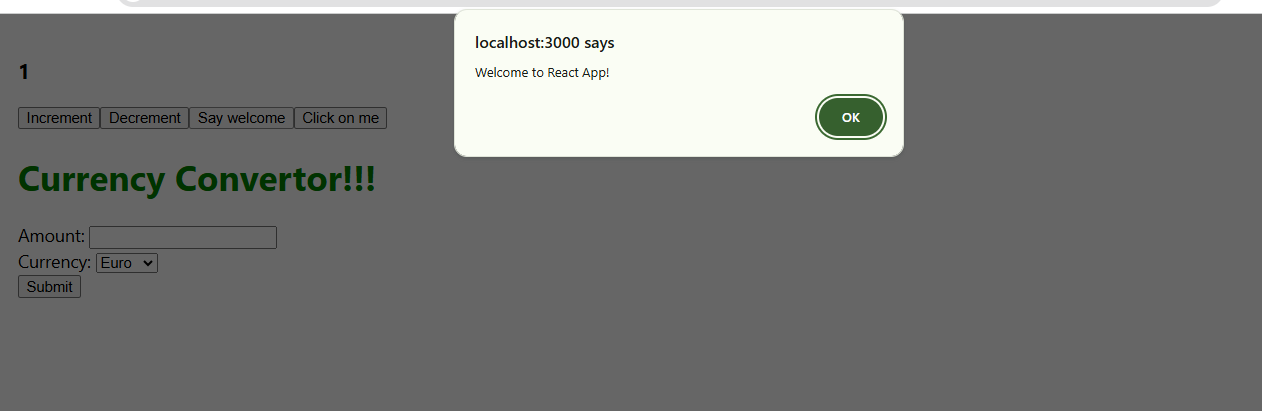 localhost:3000 says
Welcome to React App!
OK
1
Increment Decrement Say welcome Click on me
Currency Convertor!!!
Amount:
Currency: Euro
Submit